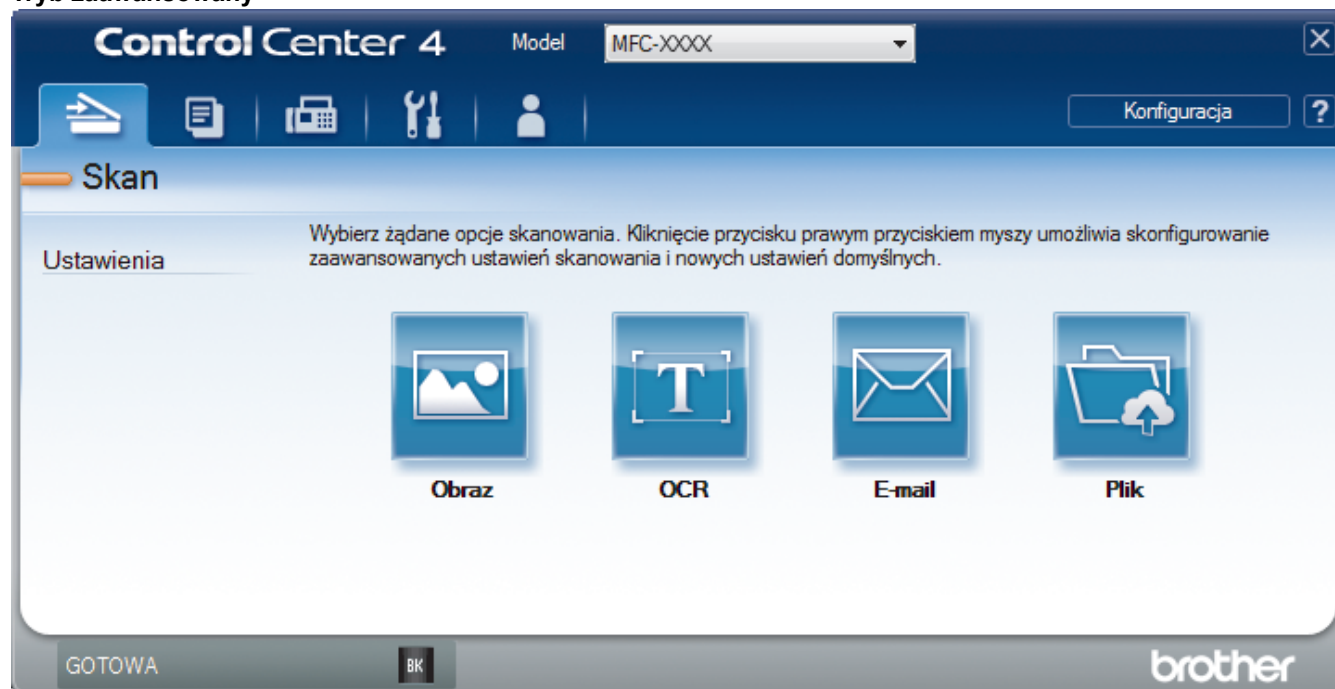 Control Center 4 Model MFC-XXXX
Konfiguracja ?
Skan
Ustawienia
Wybierz żądane opcje skanowania. Kliknięcie przycisku prawym przyciskiem myszy umożliwia skonfigurowanie
zaawansowanych ustawień skanowania i nowych ustawień domyślnych.
T
Obraz OCR E-mail Plik
GOTOWA BK brother